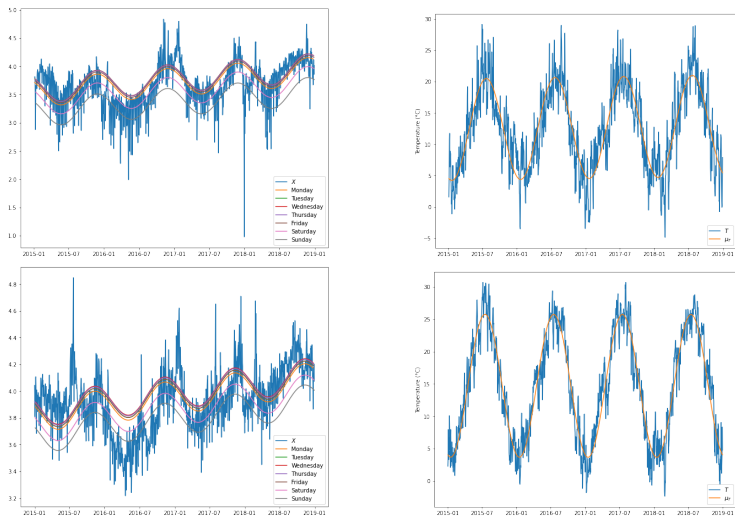 5.0
4.5
4.0
3.5
3.0
2.5
2.0
1.5
1.0
2015-01 2015-07 2016-01 2016-07 2017-01 2017-07 2018-01 2018-07 2019-01
X
Monday
Tuesday
Wednesday
Thursday
Friday
Saturday
Sunday
Temperature (°C)
30
25
20
15
10
5
0
−5
2015-01 2015-07 2016-01 2016-07 2017-01 2017-07 2018-01 2018-07 2019-01
T
μT
4.8
4.6
4.4
4.2
4.0
3.8
3.6
3.4
3.2
2015-01 2015-07 2016-01 2016-07 2017-01 2017-07 2018-01 2018-07 2019-01
X
Monday
Tuesday
Wednesday
Thursday
Friday
Saturday
Sunday
Temperature (°C)
30
25
20
15
10
5
0
2015-01 2015-07 2016-01 2016-07 2017-01 2017-07 2018-01 2018-07 2019-01
T
μT